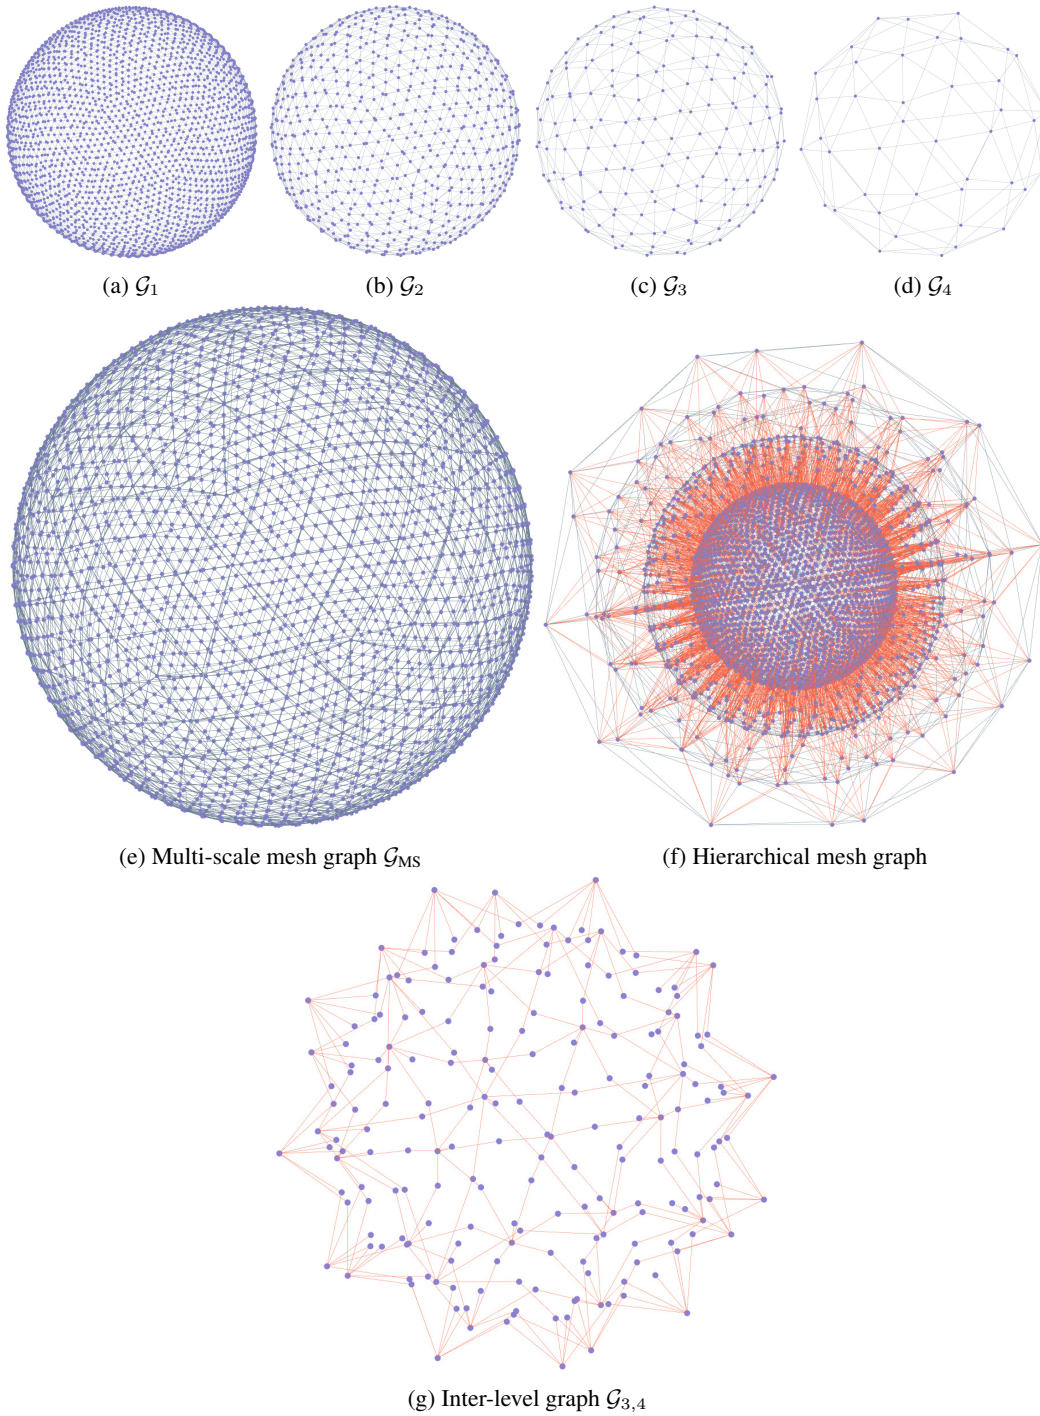 (a) 𝒢₁
(b) 𝒢₂
(c) 𝒢₃
(d) 𝒢₄
(e) Multi-scale mesh graph 𝒢_MS
(f) Hierarchical mesh graph
(g) Inter-level graph 𝒢₃,₄